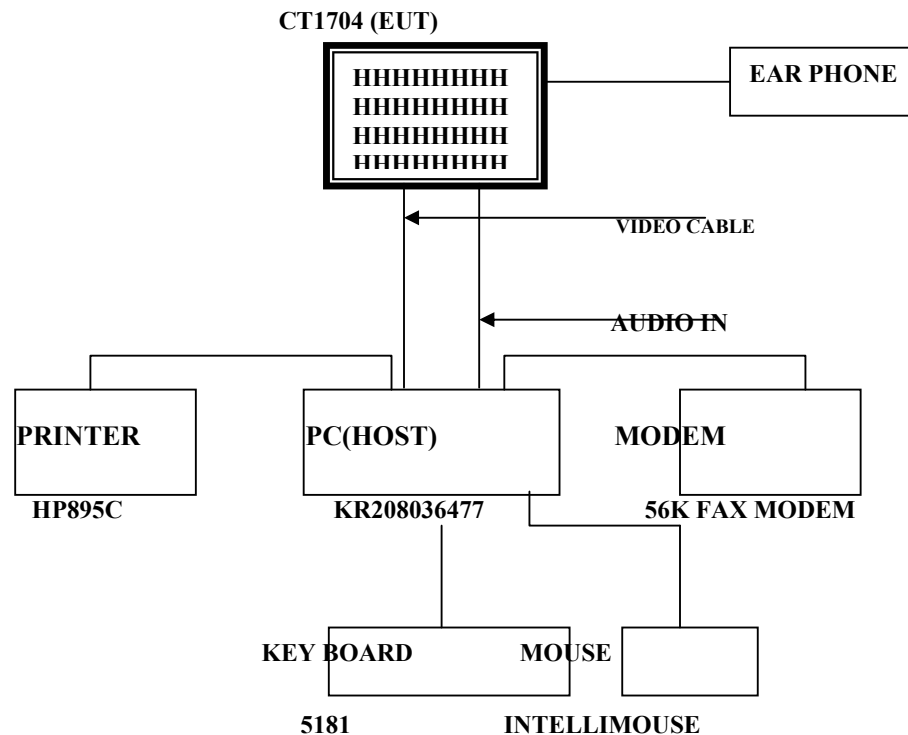 CT1704 (EUT)
HHHHHHHH
HHHHHHHH
HHHHHHHH
HHHHHHHH
EAR PHONE
VIDEO CABLE
AUDIO IN
PRINTER
PC(HOST)
MODEM
HP895C
KR208036477
56K FAX MODEM
KEY BOARD
MOUSE
5181
INTELLIMOUSE